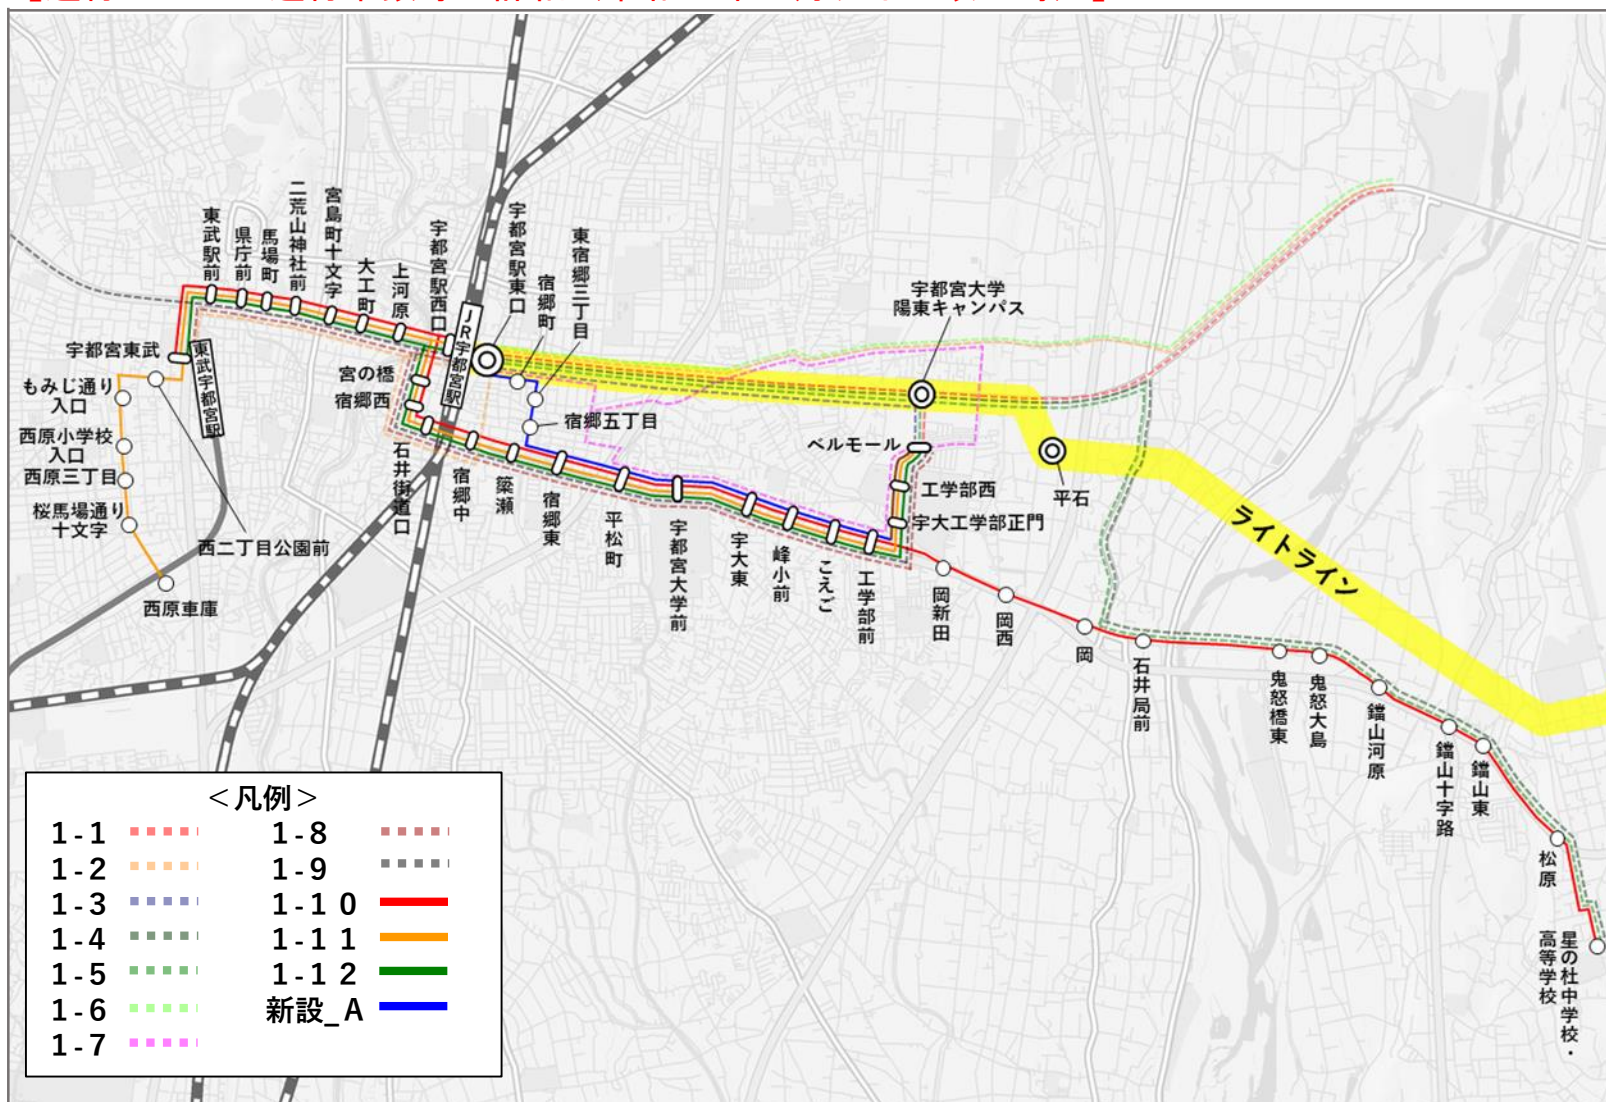 東武駅前
県庁前
馬場町
二荒山神社前
宮島町十文字
大工町
上河原
宇都宮駅西口
JR宇都宮駅
宇都宮駅東口
宿郷町
東宿郷三丁目
宇都宮大学
陽東キャンパス
宇都宮東武
東武宇都宮駅
もみじ通り
入口
西原小学校
入口
西原三丁目
桜馬場通り
十文字
西二丁目公園前
西原車庫
宮の橋
宿郷西
石井街道口
宿郷中
簗瀬
宿郷五丁目
宿郷東
平松町
宇都宮大学前
宇大東
峰小前
こえご
工学部前
ベルモール
工学部西
宇大工学部正門
平石
ライトライン
岡新田
岡西
岡
石井局前
鬼怒橋東
鬼怒大島
鐺山河原
鐺山十字路
鐺山東
松原
星の杜中学校・
高等学校
＜凡例＞
1-1
1-2
1-3
1-4
1-5
1-6
1-7
1-8
1-9
1-10
1-11
1-12
新設_A